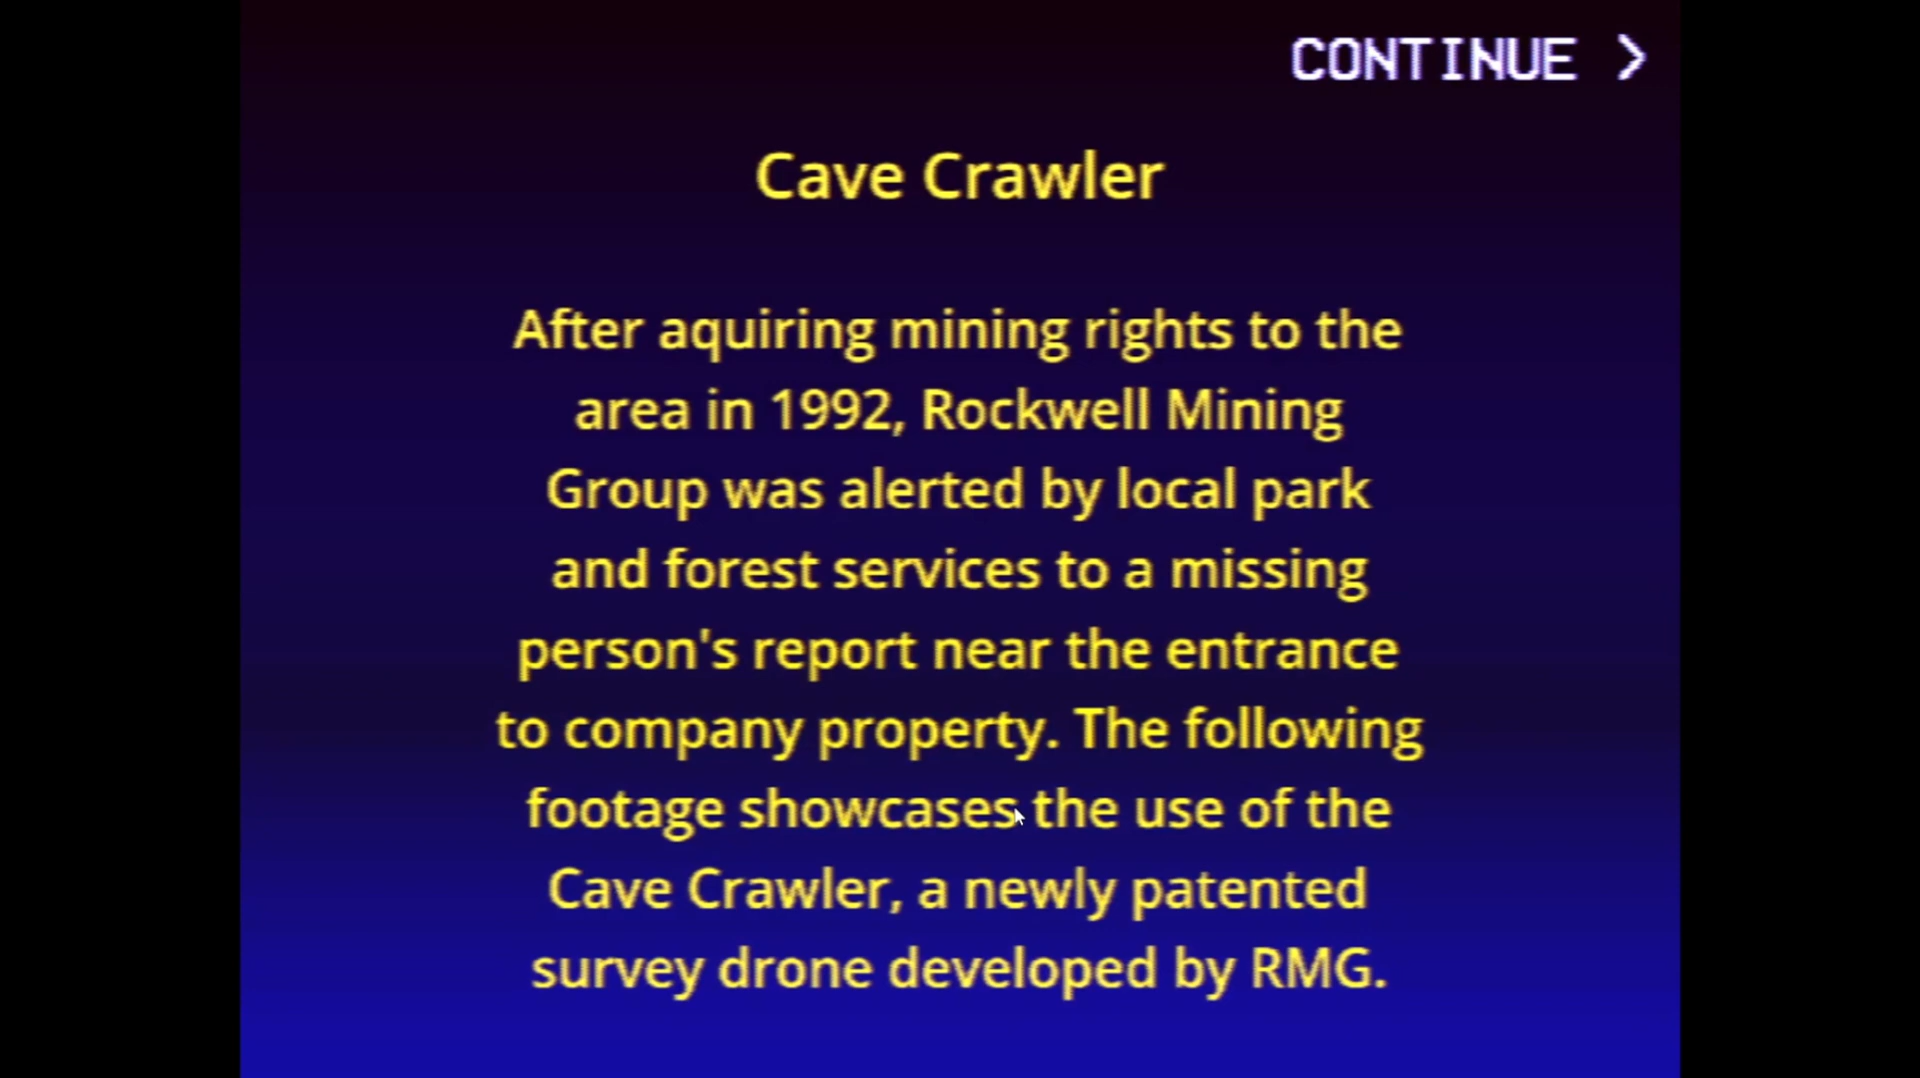 CONTINUE >
Cave Crawler
After aquiring mining rights to the
area in 1992, Rockwell Mining
Group was alerted by local park
and forest services to a missing
person's report near the entrance
to company property. The following
footage showcases the use of the
Cave Crawler, a newly patented
survey drone developed by RMG.